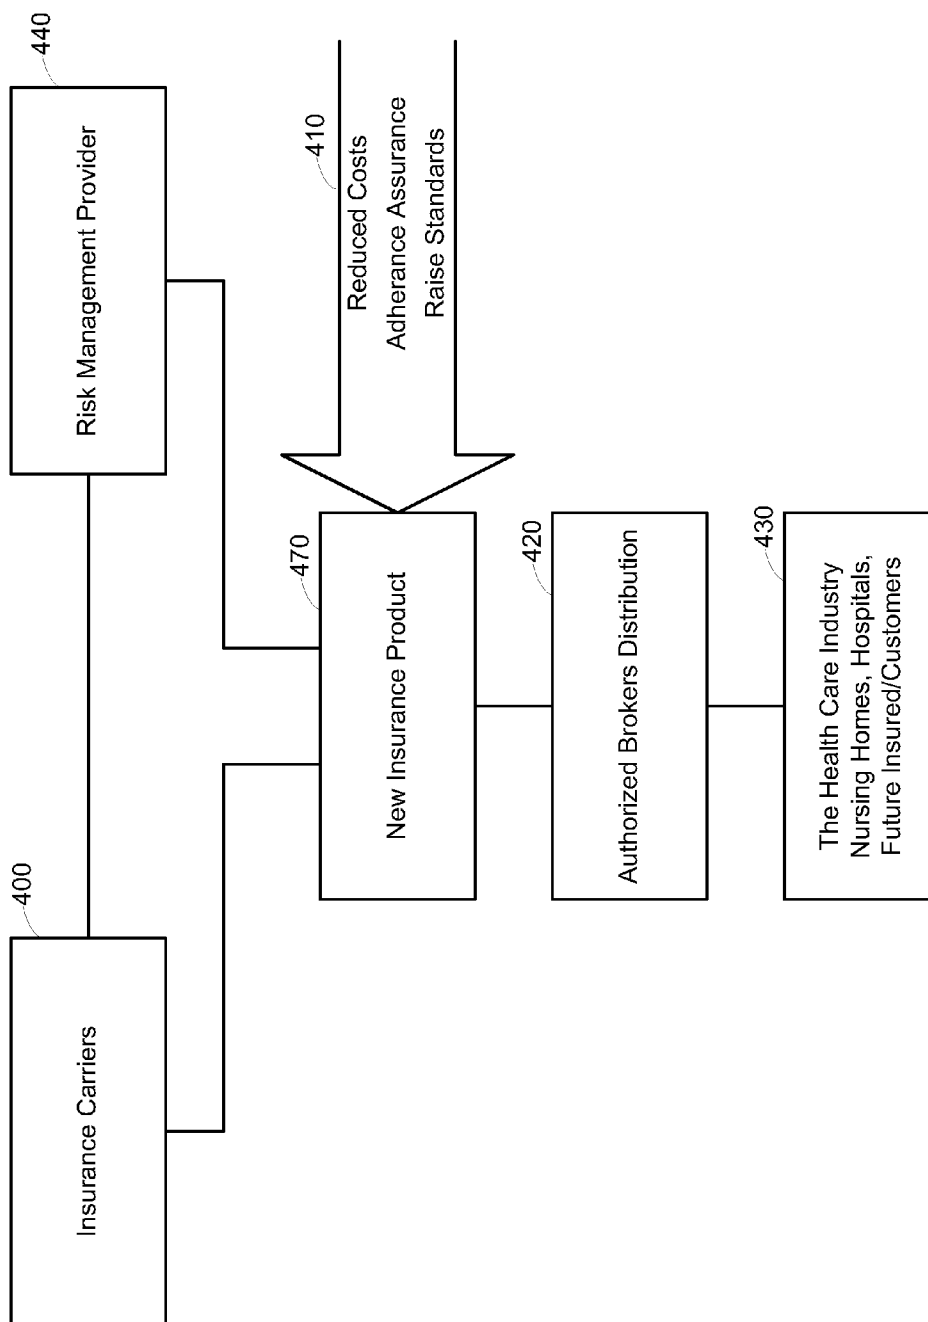 400
Insurance Carriers
440
Risk Management Provider
470
New Insurance Product
410
Reduced Costs
Adherance Assurance
Raise Standards
420
Authorized Brokers Distribution
430
The Health Care Industry
Nursing Homes, Hospitals,
Future Insured/Customers